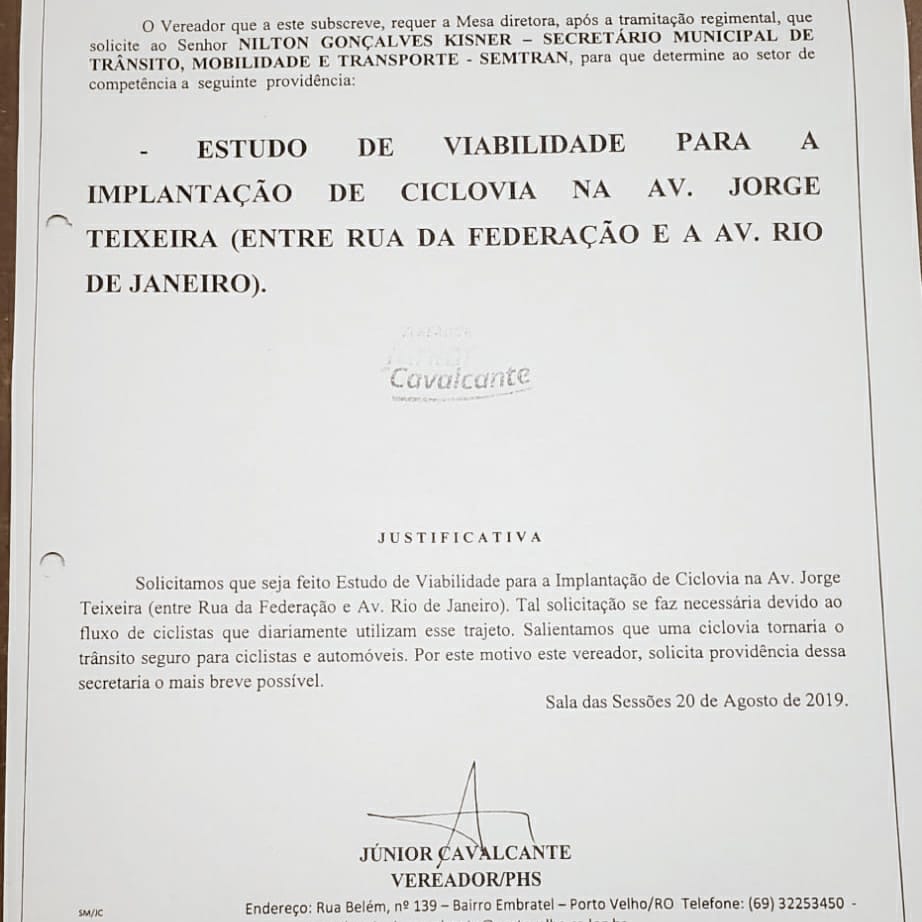 O Vereador que a este subscreve, requer a Mesa diretora, após a tramitação regimental, que
solicite ao Senhor NILTON GONÇALVES KISNER – SECRETÁRIO MUNICIPAL DE
TRÂNSITO, MOBILIDADE E TRANSPORTE - SEMTRAN, para que determine ao setor de
competência a seguinte providência:
- ESTUDO DE VIABILIDADE PARA A
IMPLANTAÇÃO DE CICLOVIA NA AV. JORGE
TEIXEIRA (ENTRE RUA DA FEDERAÇÃO E A AV. RIO
DE JANEIRO).
Cavalcante
JUSTIFICATIVA
Solicitamos que seja feito Estudo de Viabilidade para a Implantação de Ciclovia na Av. Jorge
Teixeira (entre Rua da Federação e Av. Rio de Janeiro). Tal solicitação se faz necessária devido ao
fluxo de ciclistas que diariamente utilizam esse trajeto. Salientamos que uma ciclovia tornaria o
trânsito seguro para ciclistas e automóveis. Por este motivo este vereador, solicita providência dessa
secretaria o mais breve possível.
Sala das Sessões 20 de Agosto de 2019.
JÚNIOR CAVALCANTE
VEREADOR/PHS
SM/JC
Endereço: Rua Belém, nº 139 – Bairro Embratel – Porto Velho/RO Telefone: (69) 32253450 -